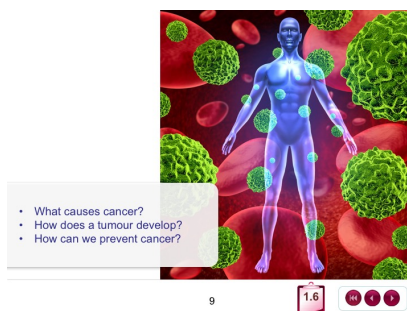 • What causes cancer?
• How does a tumour develop?
• How can we prevent cancer?
9
1.6